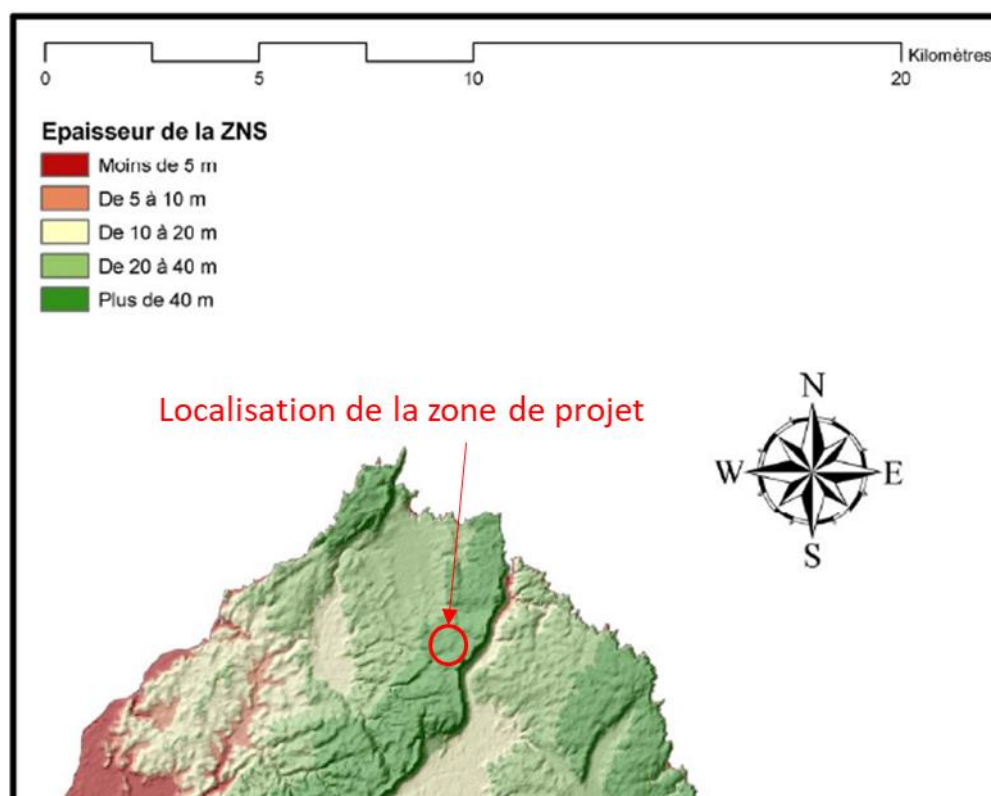 Kilomètres
0 5 10 20
Epaisseur de la ZNS
Moins de 5 m
De 5 à 10 m
De 10 à 20 m
De 20 à 40 m
Plus de 40 m
Localisation de la zone de projet
N
W E
S